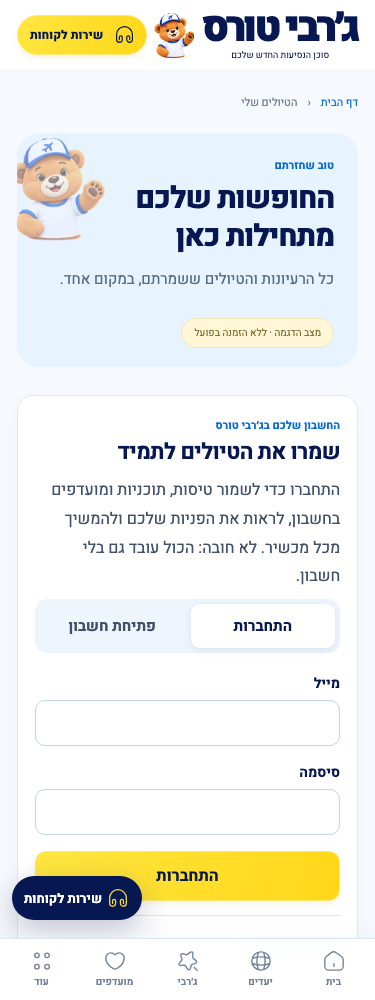 ג'רבי טורס
סוכן הנסיעות החדש שלכם
שירות לקוחות
דף הבית › הטיולים שלי
טוב שחזרתם
החופשות שלכם
מתחילות כאן
כל הרעיונות והטיולים ששמרתם, במקום אחד.
מצב הדגמה · ללא הזמנה בפועל
החשבון שלכם בג'רבי טורס
שמרו את הטיולים לתמיד
התחברו כדי לשמור טיסות, תוכניות ומועדפים
בחשבון, לראות את הפניות שלכם ולהמשיך
מכל מכשיר. לא חובה: הכול עובד גם בלי
חשבון.
התחברות
פתיחת חשבון
מייל
סיסמה
התחברות
שירות לקוחות
בית
יעדים
ג'רבי
מועדפים
עוד